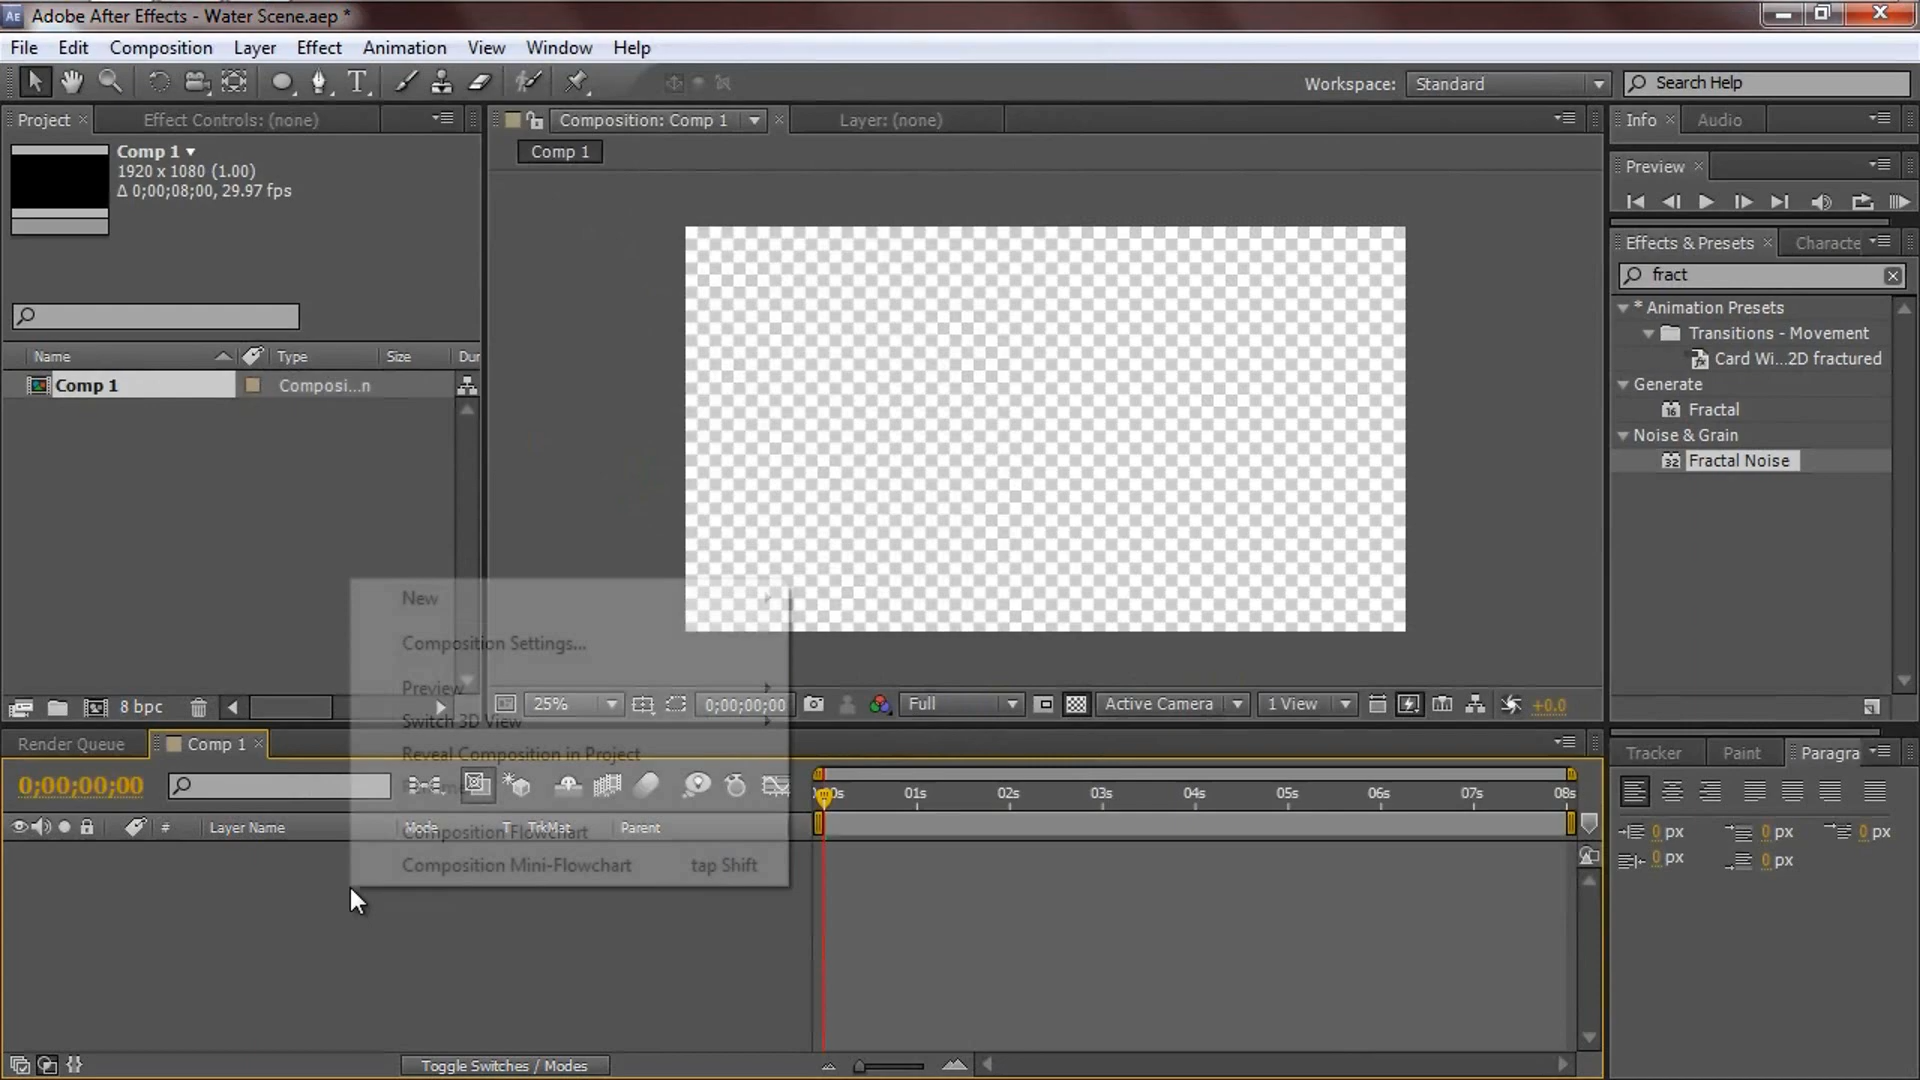 Adobe After Effects - Water Scene.aep *
File Edit Composition Layer Effect Animation View Window Help
Workspace: Standard Search Help
Project Effect Controls: (none) Composition: Comp 1 Layer: (none) Info Audio
Comp 1
1920 x 1080 (1.00)
Δ 0;00;08;00, 29.97 fps
Comp 1
Preview
Effects & Presets Characte
fract
* Animation Presets
Transitions - Movement
Card Wi...2D fractured
Generate
16 Fractal
Noise & Grain
32 Fractal Noise
Name Type Size Dur
Comp 1 Composi...n
New
Composition Settings...
Preview
Switch 3D View
Reveal Composition in Project
Composition Flowchart
Composition Mini-Flowchart tap Shift
8 bpc
25% 0;00;00;00 Full Active Camera 1 View +0.0
Render Queue Comp 1
Tracker Paint Paragra
0;00;00;00
0s 01s 02s 03s 04s 05s 06s 07s 08s
# Layer Name Mode T TrkMat Parent
0 px 0 px 0 px
0 px 0 px
Toggle Switches / Modes